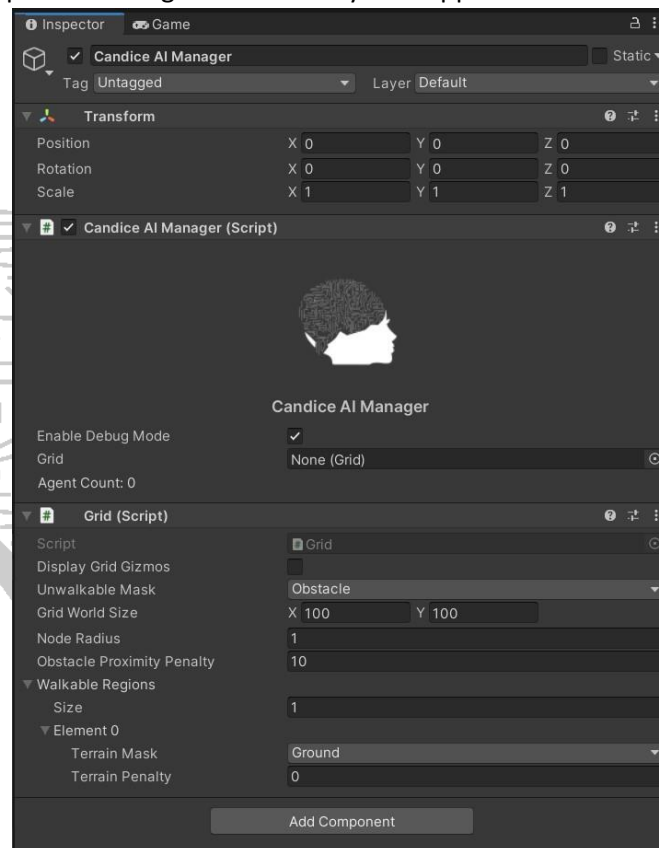 Inspector Game
Candice AI Manager Static
Tag Untagged Layer Default
Transform
Position X 0 Y 0 Z 0
Rotation X 0 Y 0 Z 0
Scale X 1 Y 1 Z 1
# Candice AI Manager (Script)
Candice AI Manager
Enable Debug Mode
Grid None (Grid)
Agent Count: 0
# Grid (Script)
Script # Grid
Display Grid Gizmos
Unwalkable Mask Obstacle
Grid World Size X 100 Y 100
Node Radius 1
Obstacle Proximity Penalty 10
Walkable Regions
Size 1
Element 0
Terrain Mask Ground
Terrain Penalty 0
Add Component